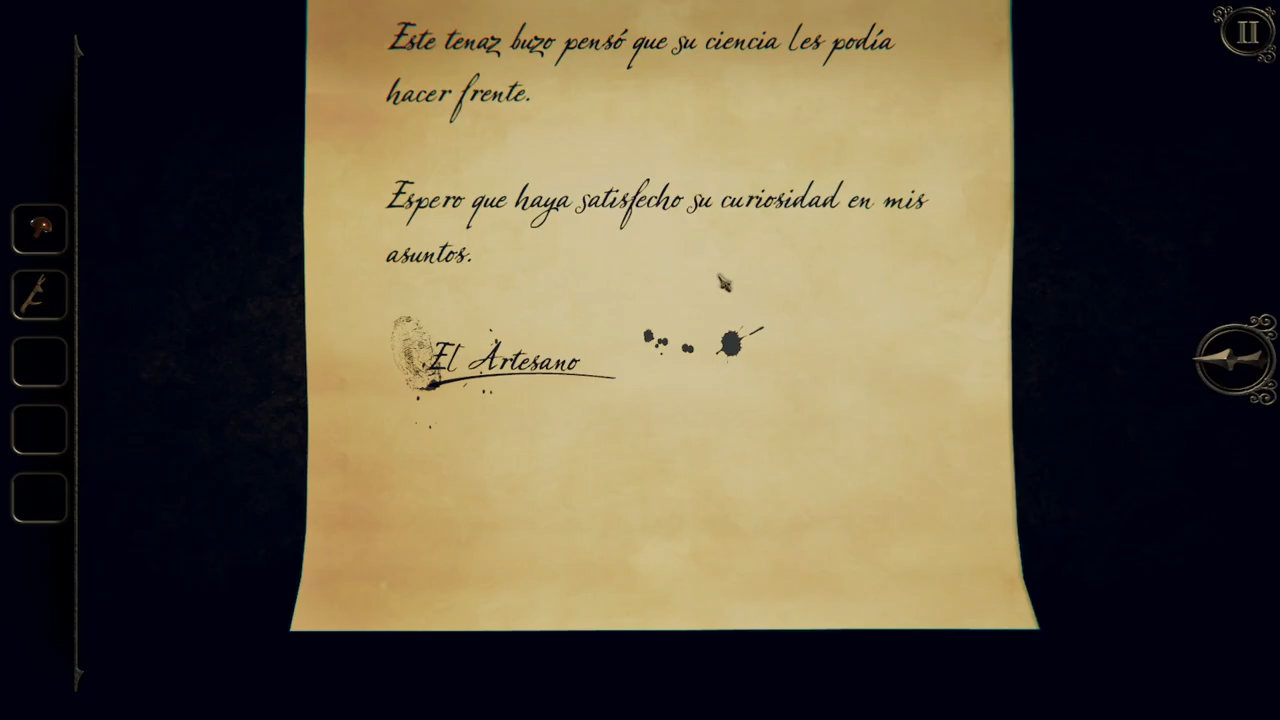 Este tenaz buzo pensó que su ciencia les podía
hacer frente.
Espero que haya satisfecho su curiosidad en mis
asuntos.
El Artesano